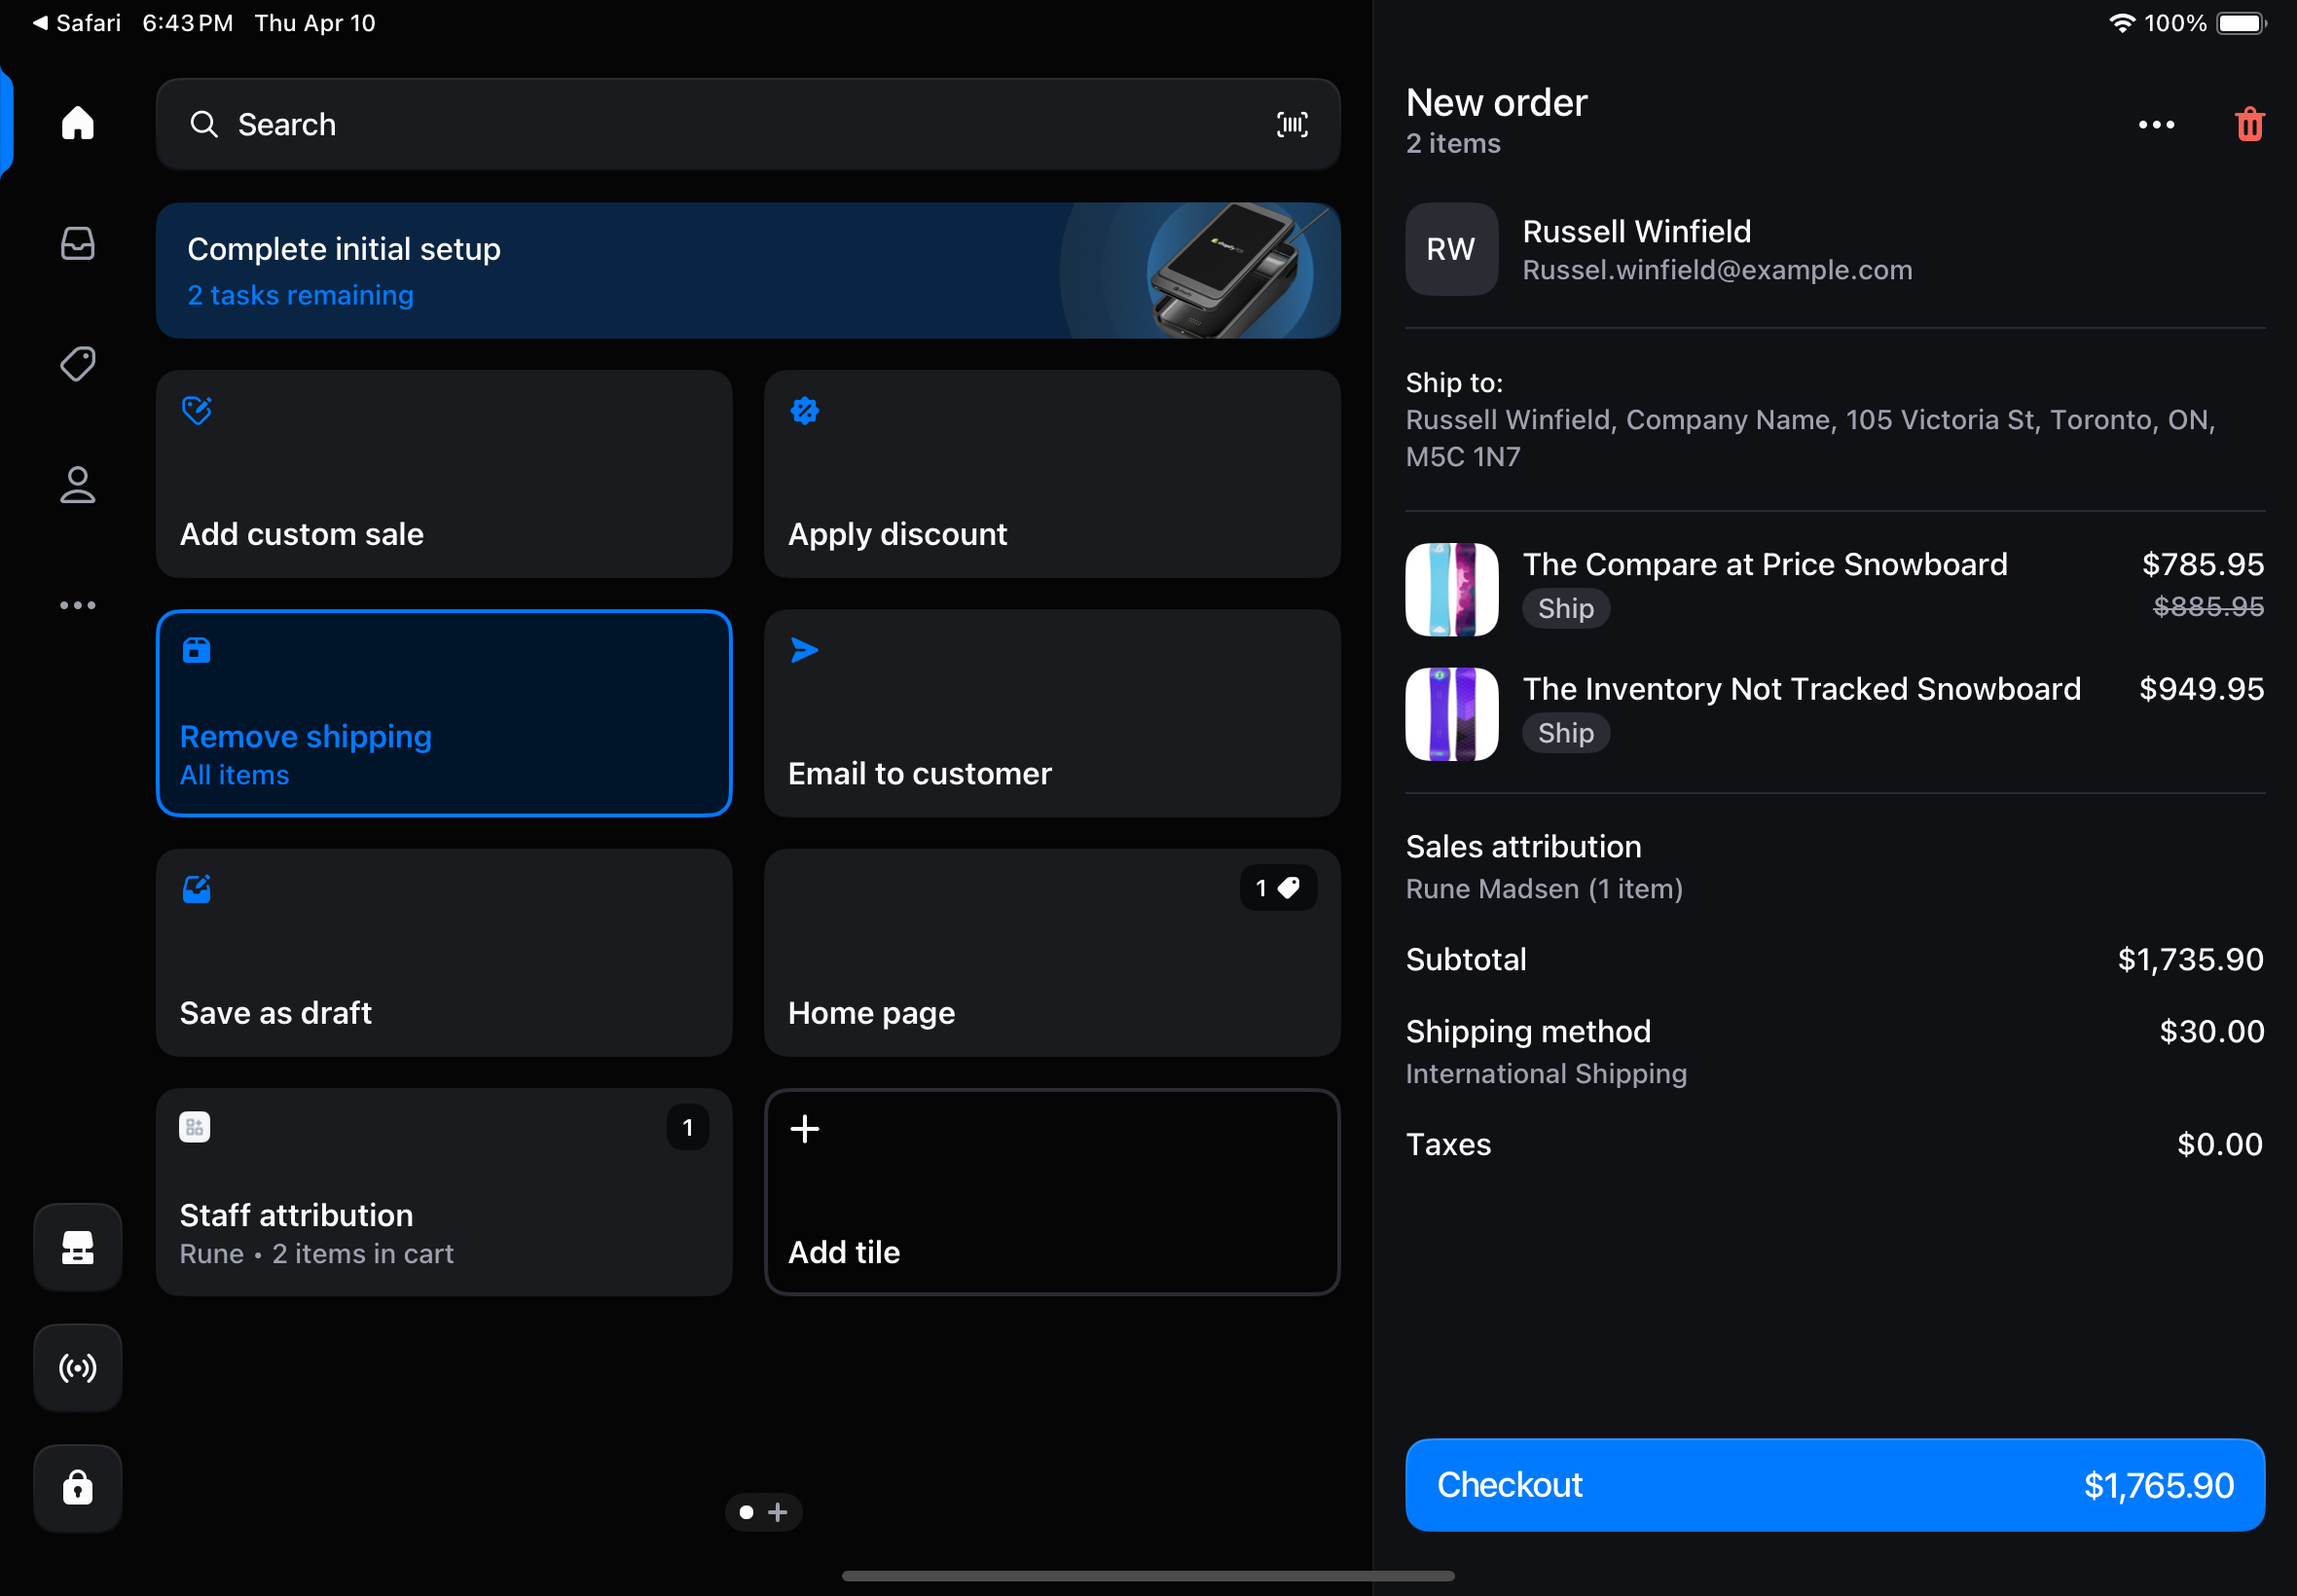 Safari 6:43 PM Thu Apr 10
100%
Search
Complete initial setup
2 tasks remaining
Add custom sale
Apply discount
Remove shipping
All items
Email to customer
Save as draft
1
Home page
1
Staff attribution
Rune • 2 items in cart
Add tile
New order
2 items
RW
Russell Winfield
Russel.winfield@example.com
Ship to:
Russell Winfield, Company Name, 105 Victoria St, Toronto, ON,
M5C 1N7
The Compare at Price Snowboard $785.95
Ship $885.95
The Inventory Not Tracked Snowboard $949.95
Ship
Sales attribution
Rune Madsen (1 item)
Subtotal $1,735.90
Shipping method $30.00
International Shipping
Taxes $0.00
Checkout $1,765.90